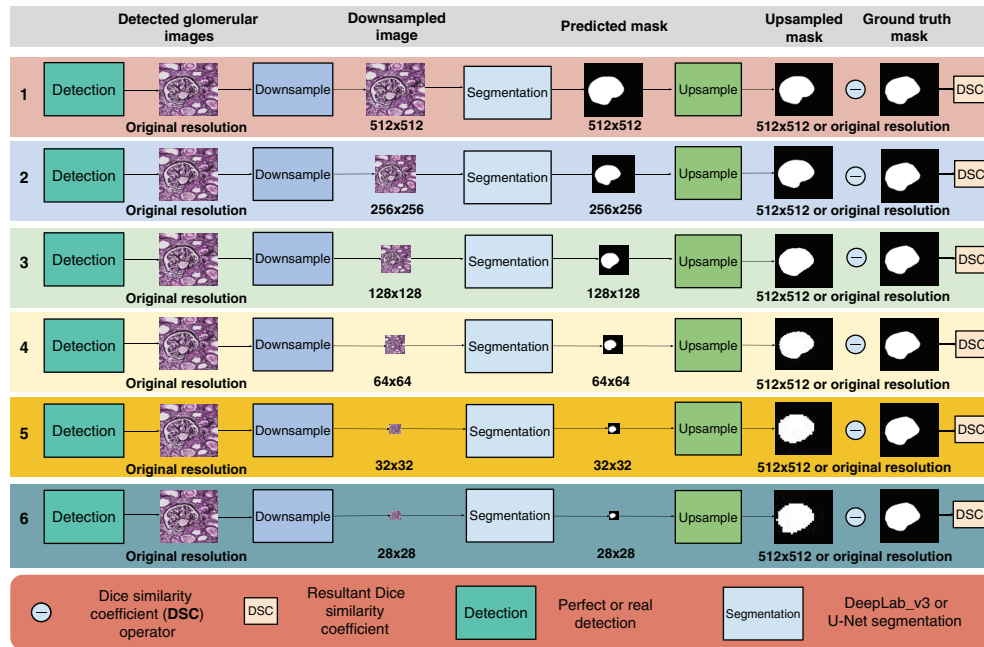 Detected glomerular images
Downsampled image
Predicted mask
Upsampled mask
Ground truth mask
1
Detection
Original resolution
Downsample
512x512
Segmentation
512x512
Upsample
512x512 or original resolution
DSC
2
Detection
Original resolution
Downsample
256x256
Segmentation
256x256
Upsample
512x512 or original resolution
DSC
3
Detection
Original resolution
Downsample
128x128
Segmentation
128x128
Upsample
512x512 or original resolution
DSC
4
Detection
Original resolution
Downsample
64x64
Segmentation
64x64
Upsample
512x512 or original resolution
DSC
5
Detection
Original resolution
Downsample
32x32
Segmentation
32x32
Upsample
512x512 or original resolution
DSC
6
Detection
Original resolution
Downsample
28x28
Segmentation
28x28
Upsample
512x512 or original resolution
DSC
Dice similarity
coefficient (DSC)
operator
DSC
Resultant Dice
similarity
coefficient
Detection
Perfect or real
detection
Segmentation
DeepLab_v3 or
U-Net segmentation